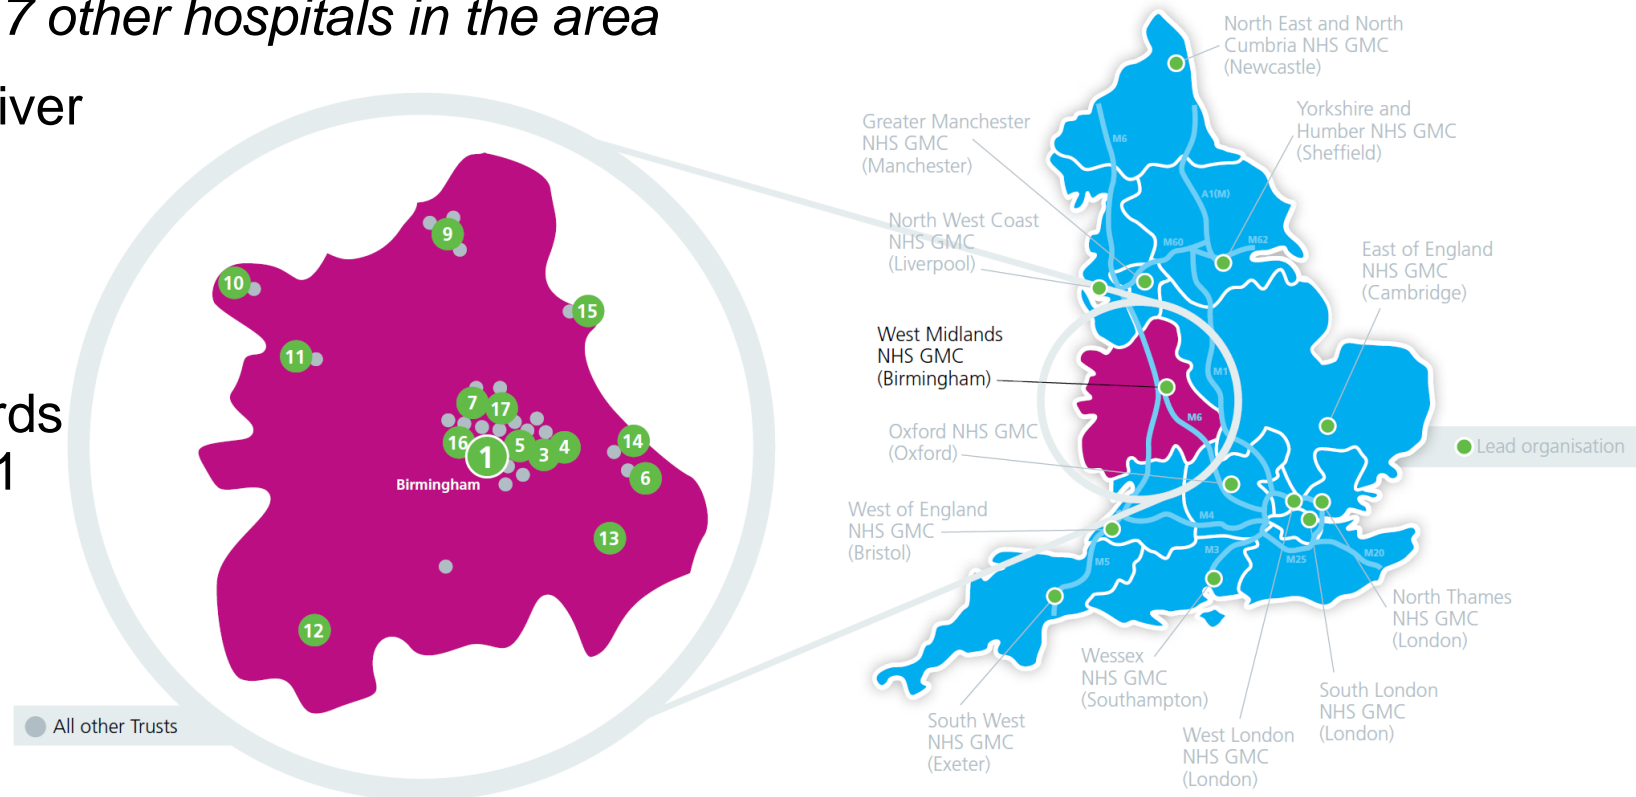 7 other hospitals in the area
iver
rds
1
9
10
15
11
7
17
16
1
5
3
4
14
6
Birmingham
13
12
All other Trusts
North East and North
Cumbria NHS GMC
(Newcastle)
Yorkshire and
Humber NHS GMC
(Sheffield)
Greater Manchester
NHS GMC
(Manchester)
North West Coast
NHS GMC
(Liverpool)
East of England
NHS GMC
(Cambridge)
West Midlands
NHS GMC
(Birmingham)
Oxford NHS GMC
(Oxford)
Lead organisation
West of England
NHS GMC
(Bristol)
North Thames
NHS GMC
(London)
Wessex
NHS GMC
(Southampton)
South London
NHS GMC
(London)
South West
NHS GMC
(Exeter)
West London
NHS GMC
(London)
M6
A1(M)
M60
M62
M1
M6
M4
M5
M3
M25
M20